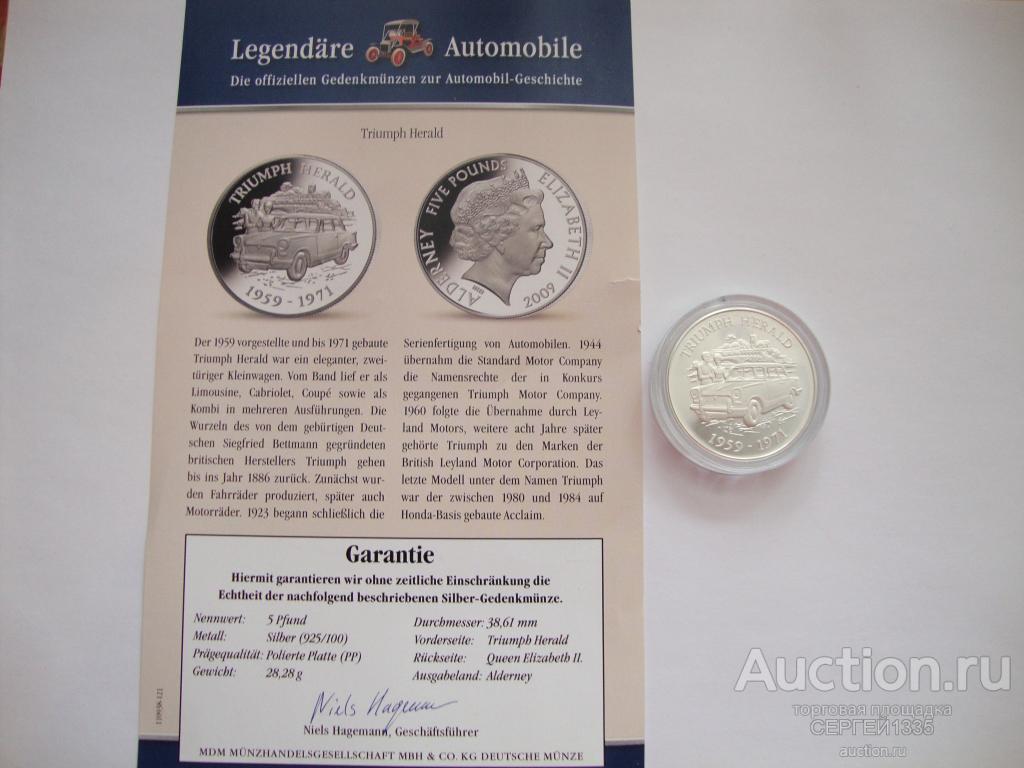 Legendäre Automobile
Die offiziellen Gedenkmünzen zur Automobil-Geschichte
Triumph Herald
TRIUMPH HERALD
1959 - 1971
ALDERNEY FIVE POUNDS
ELIZABETH II
2009
Der 1959 vorgestellte und bis 1971 gebaute
Triumph Herald war ein eleganter, zwei-
türiger Kleinwagen. Vom Band lief er als
Limousine, Cabriolet, Coupé sowie als
Kombi in mehreren Ausführungen. Die
Wurzeln des von dem gebürtigen Deut-
schen Siegfried Bettmann gegründeten
britischen Herstellers Triumph gehen
bis ins Jahr 1886 zurück. Zunächst wur-
den Fahrräder produziert, später auch
Motorräder. 1923 begann schließlich die
Serienfertigung von Automobilen. 1944
übernahm die Standard Motor Company
die Namensrechte der in Konkurs
gegangenen Triumph Motor Company.
1960 folgte die Übernahme durch Ley-
land Motors, weitere acht Jahre später
gehörte Triumph zu den Marken der
British Leyland Motor Corporation. Das
letzte Modell unter dem Namen Triumph
war der zwischen 1980 und 1984 auf
Honda-Basis gebaute Acclaim.
TRIUMPH HERALD
1959 - 1971
Garantie
Hiermit garantieren wir ohne zeitliche Einschränkung die
Echtheit der nachfolgend beschriebenen Silber-Gedenkmünze.
Nennwert: 5 Pfund
Metall: Silber (925/100)
Prägequalität: Polierte Platte (PP)
Gewicht: 28,28 g
Durchmesser: 38,61 mm
Vorderseite: Triumph Herald
Rückseite: Queen Elizabeth II.
Ausgabeland: Alderney
Niels Hagemann
Niels Hagemann, Geschäftsführer
MDM MÜNZHANDELSGESELLSCHAFT MBH & CO. KG DEUTSCHE MÜNZE
Auction.ru
торговая площадка
СЕРГЕЙ1335
auction.ru